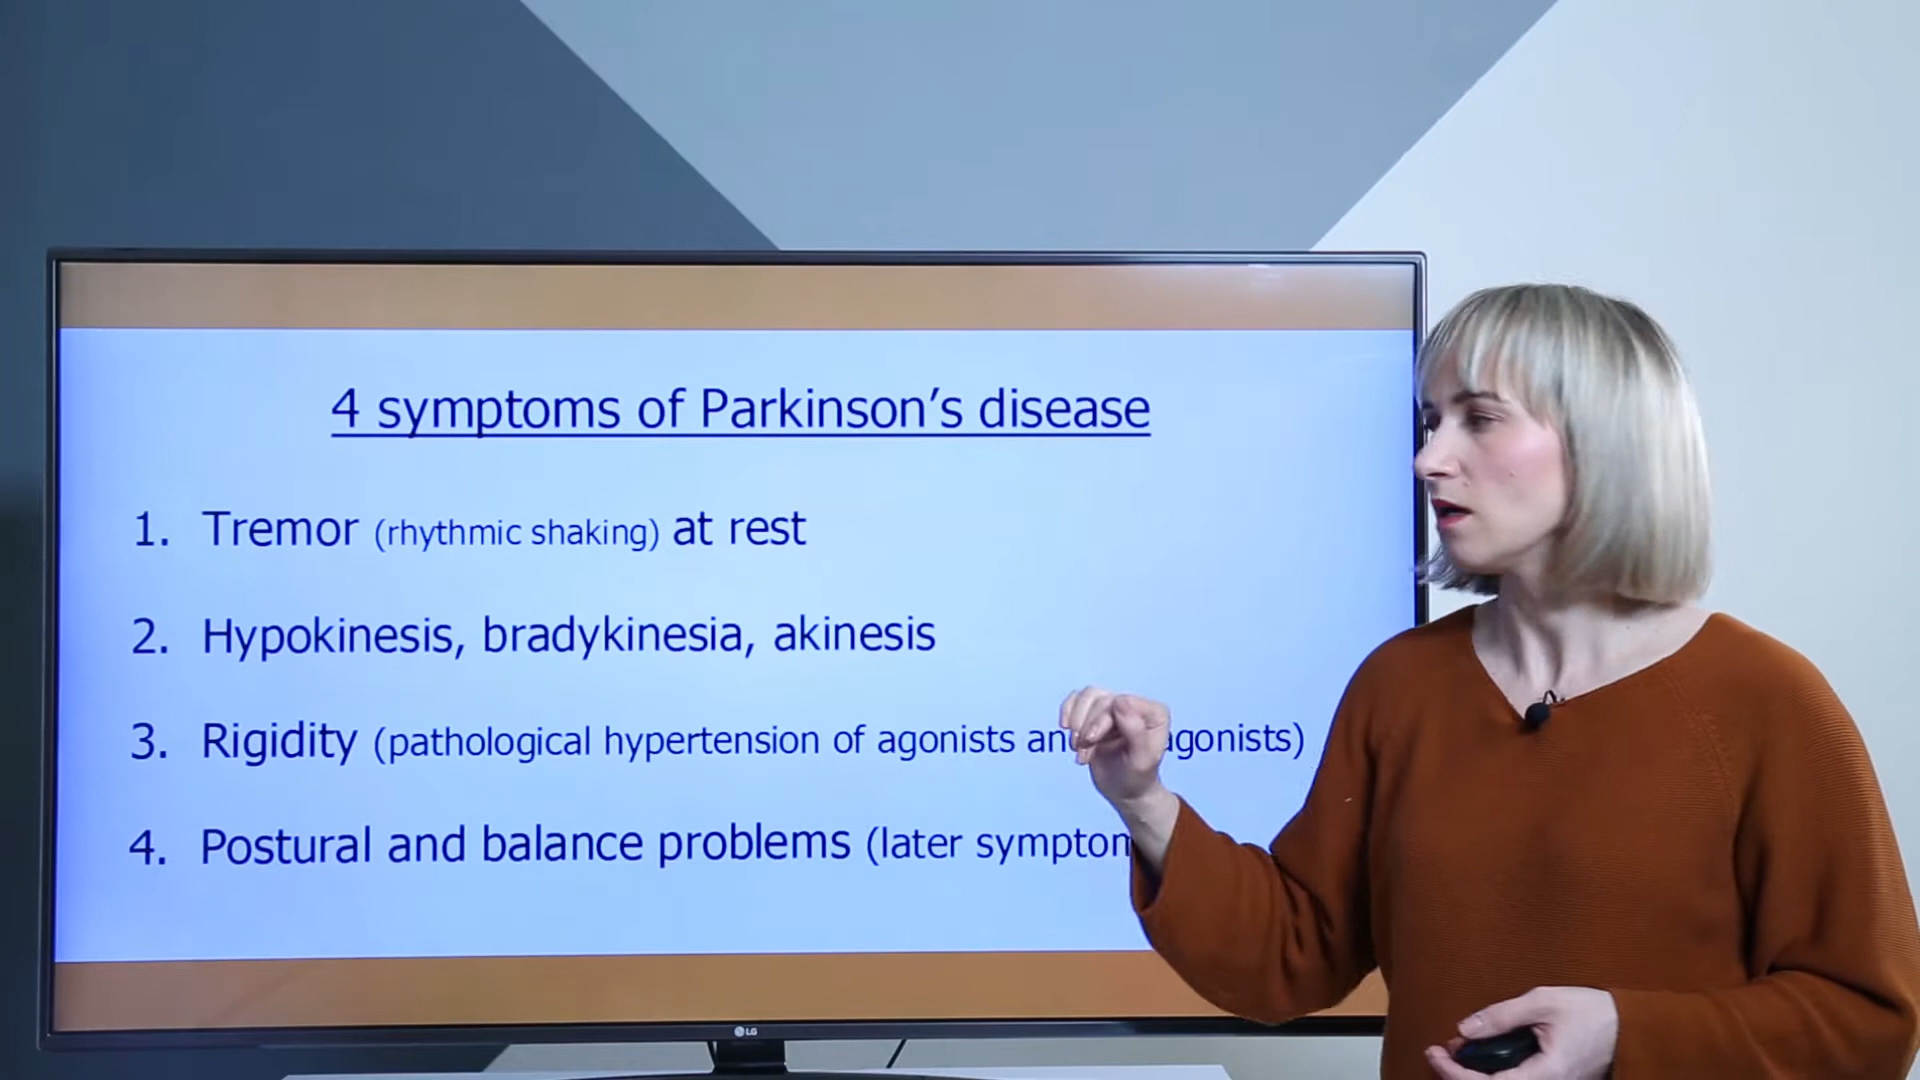 4 symptoms of Parkinson’s disease
1. Tremor (rhythmic shaking) at rest
2. Hypokinesis, bradykinesia, akinesis
3. Rigidity (pathological hypertension of agonists
4. Postural and balance problems (later
LG